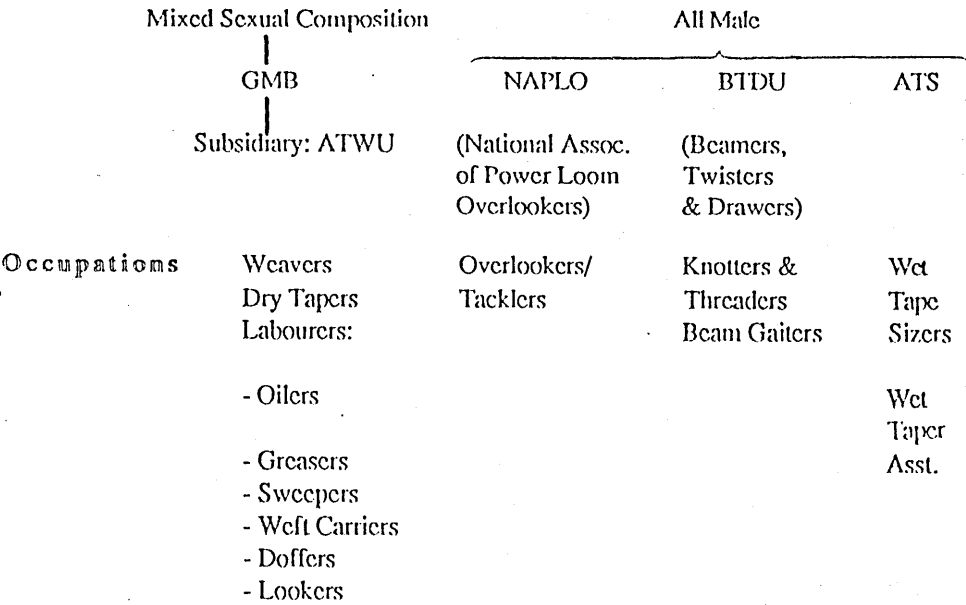 Mixed Sexual Composition All Male
GMB NAPLO BTDU ATS
Subsidiary: ATWU (National Assoc. (Beamers,
of Power Loom Twisters
Overlookers) & Drawers)
Occupations Weavers Overlookers/ Knotters & Wet
Dry Tapers Tacklers Threaders Tape
Labourers: Beam Gaiters Sizers
- Oilers Wet
Taper
- Greasers Asst.
- Sweepers
- Weft Carriers
- Doffers
- Lookers